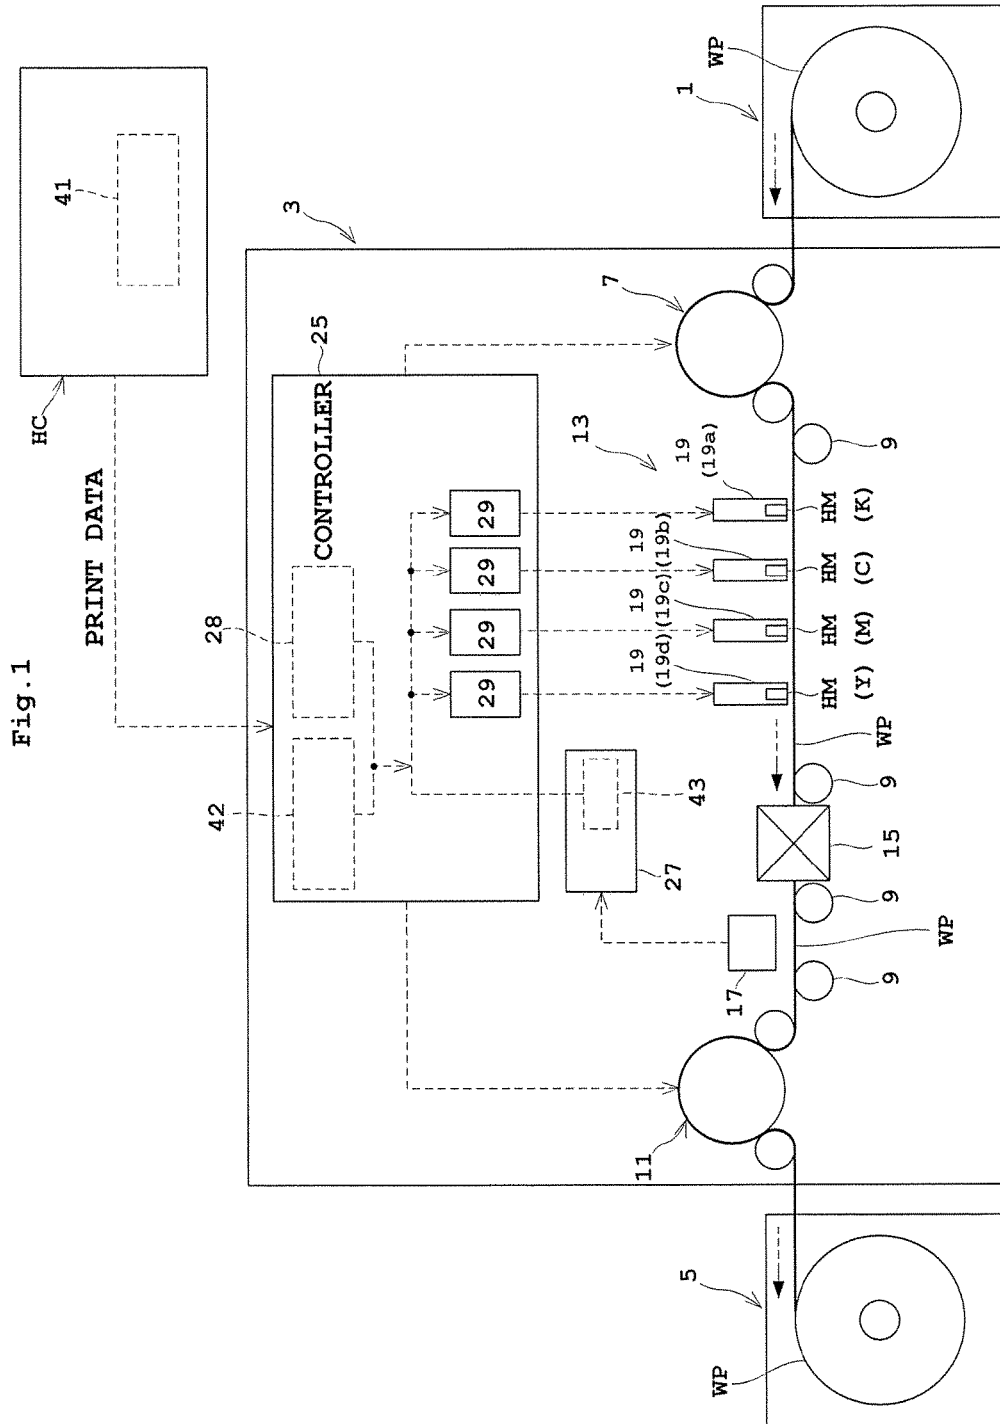 Fig.1
HC
41
PRINT DATA
3
CONTROLLER
25
42
28
29
29
29
29
27
43
13
7
11
17
19
(19d)
19
(19c)
19
(19b)
19
(19a)
HM
(Y)
HM
(M)
HM
(C)
HM
(K)
5
WP
1
WP
WP
WP
9
9
15
9
9